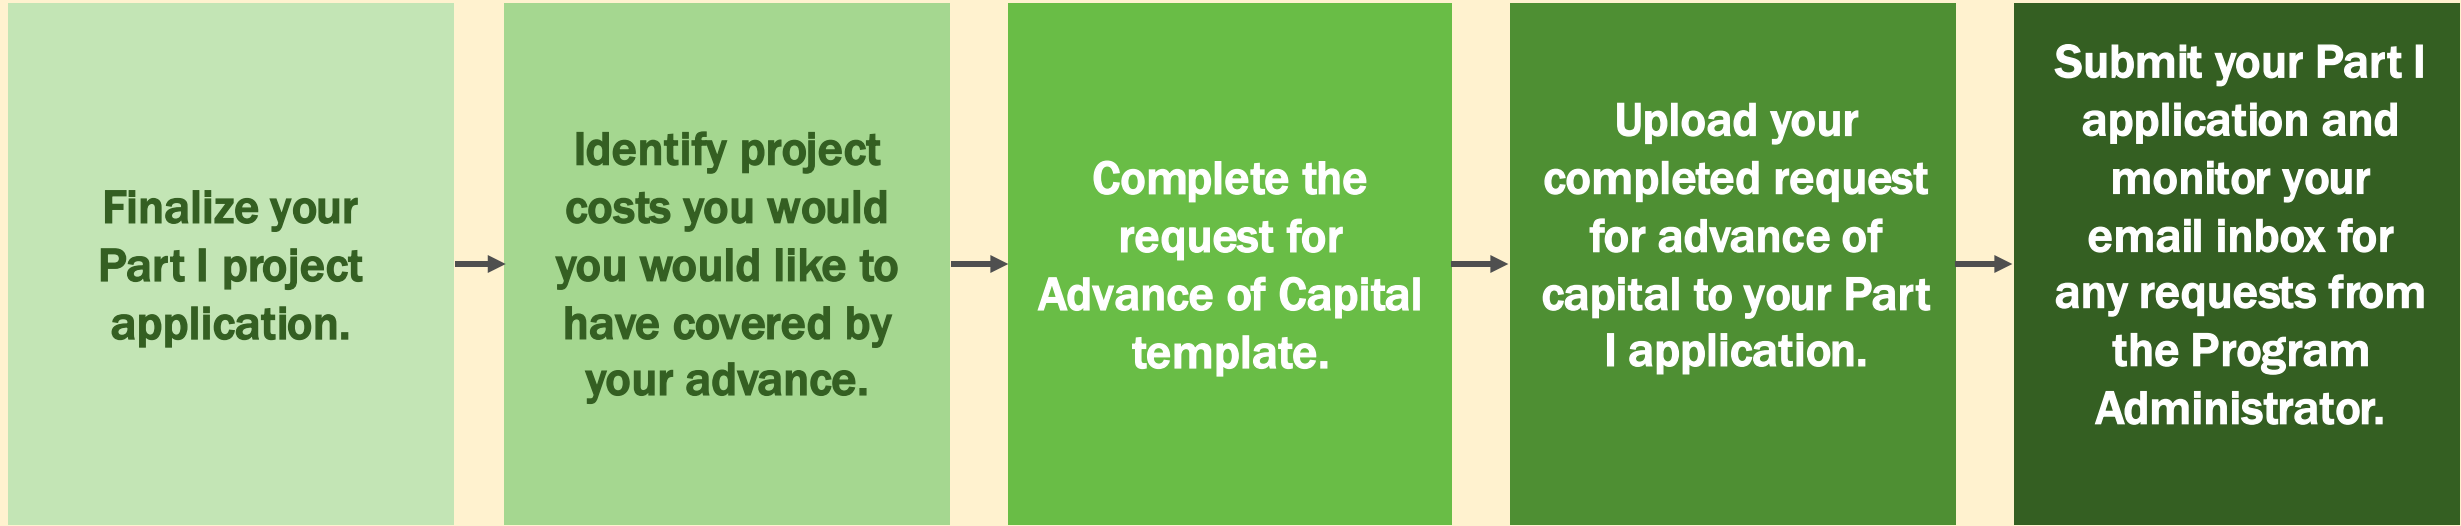 Finalize your
Part I project
application.
Identify project
costs you would
you would like to
have covered by
your advance.
Complete the
request for
Advance of Capital
template.
Upload your
completed request
for advance of
capital to your Part
I application.
Submit your Part I
application and
monitor your
email inbox for
any requests from
the Program
Administrator.